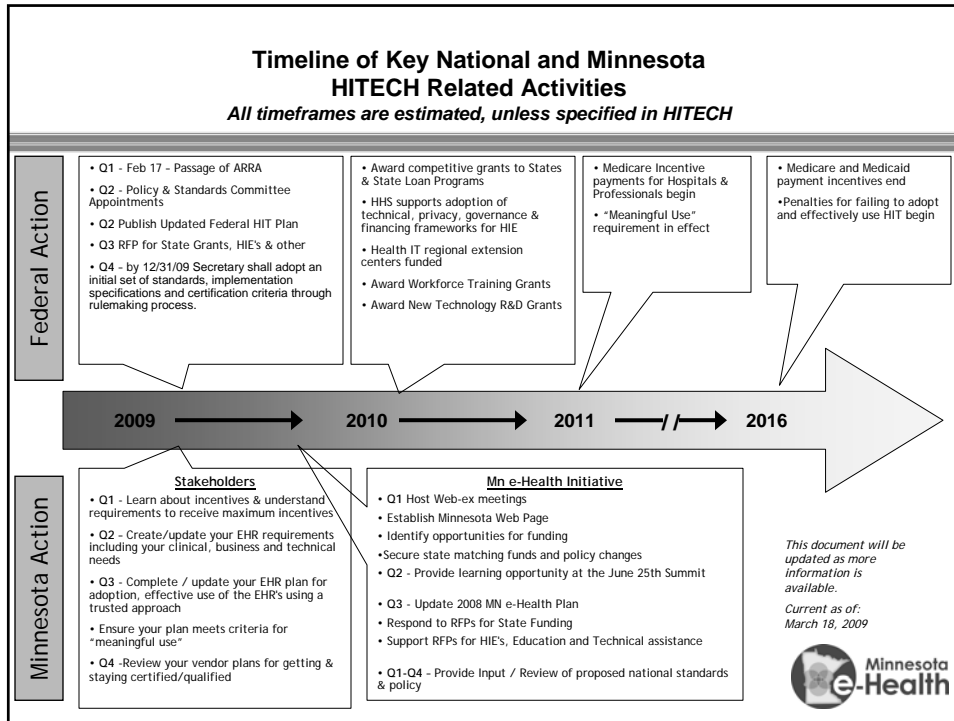 Timeline of Key National and Minnesota
HITECH Related Activities
All timeframes are estimated, unless specified in HITECH
Federal Action
• Q1 - Feb 17 – Passage of ARRA
• Q2 - Policy & Standards Committee
Appointments
• Q2 Publish Updated Federal HIT Plan
• Q3 RFP for State Grants, HIE's & other
• Q4 – by 12/31/09 Secretary shall adopt an
initial set of standards, implementation
specifications and certification criteria through
rulemaking process.
• Award competitive grants to States
& State Loan Programs
• HHS supports adoption of
technical, privacy, governance &
financing frameworks for HIE
• Health IT regional extension
centers funded
• Award Workforce Training Grants
• Award New Technology R&D Grants
• Medicare Incentive
payments for Hospitals &
Professionals begin
• "Meaningful Use"
requirement in effect
• Medicare and Medicaid
payment incentives end
•Penalties for failing to adopt
and effectively use HIT begin
2009 2010 2011 // 2016
Minnesota Action
Stakeholders
• Q1 - Learn about incentives & understand
requirements to receive maximum incentives
• Q2 – Create/update your EHR requirements
including your clinical, business and technical
needs
• Q3 - Complete / update your EHR plan for
adoption, effective use of the EHR's using a
trusted approach
• Ensure your plan meets criteria for
"meaningful use"
• Q4 -Review your vendor plans for getting &
staying certified/qualified
Mn e-Health Initiative
• Q1 Host Web-ex meetings
• Establish Minnesota Web Page
• Identify opportunities for funding
•Secure state matching funds and policy changes
• Q2 - Provide learning opportunity at the June 25th Summit
• Q3 - Update 2008 MN e-Health Plan
• Respond to RFPs for State Funding
• Support RFPs for HIE's, Education and Technical assistance
• Q1-Q4 – Provide Input / Review of proposed national standards
& policy
This document will be
updated as more
information is
available.
Current as of:
March 18, 2009
Minnesota
e-Health